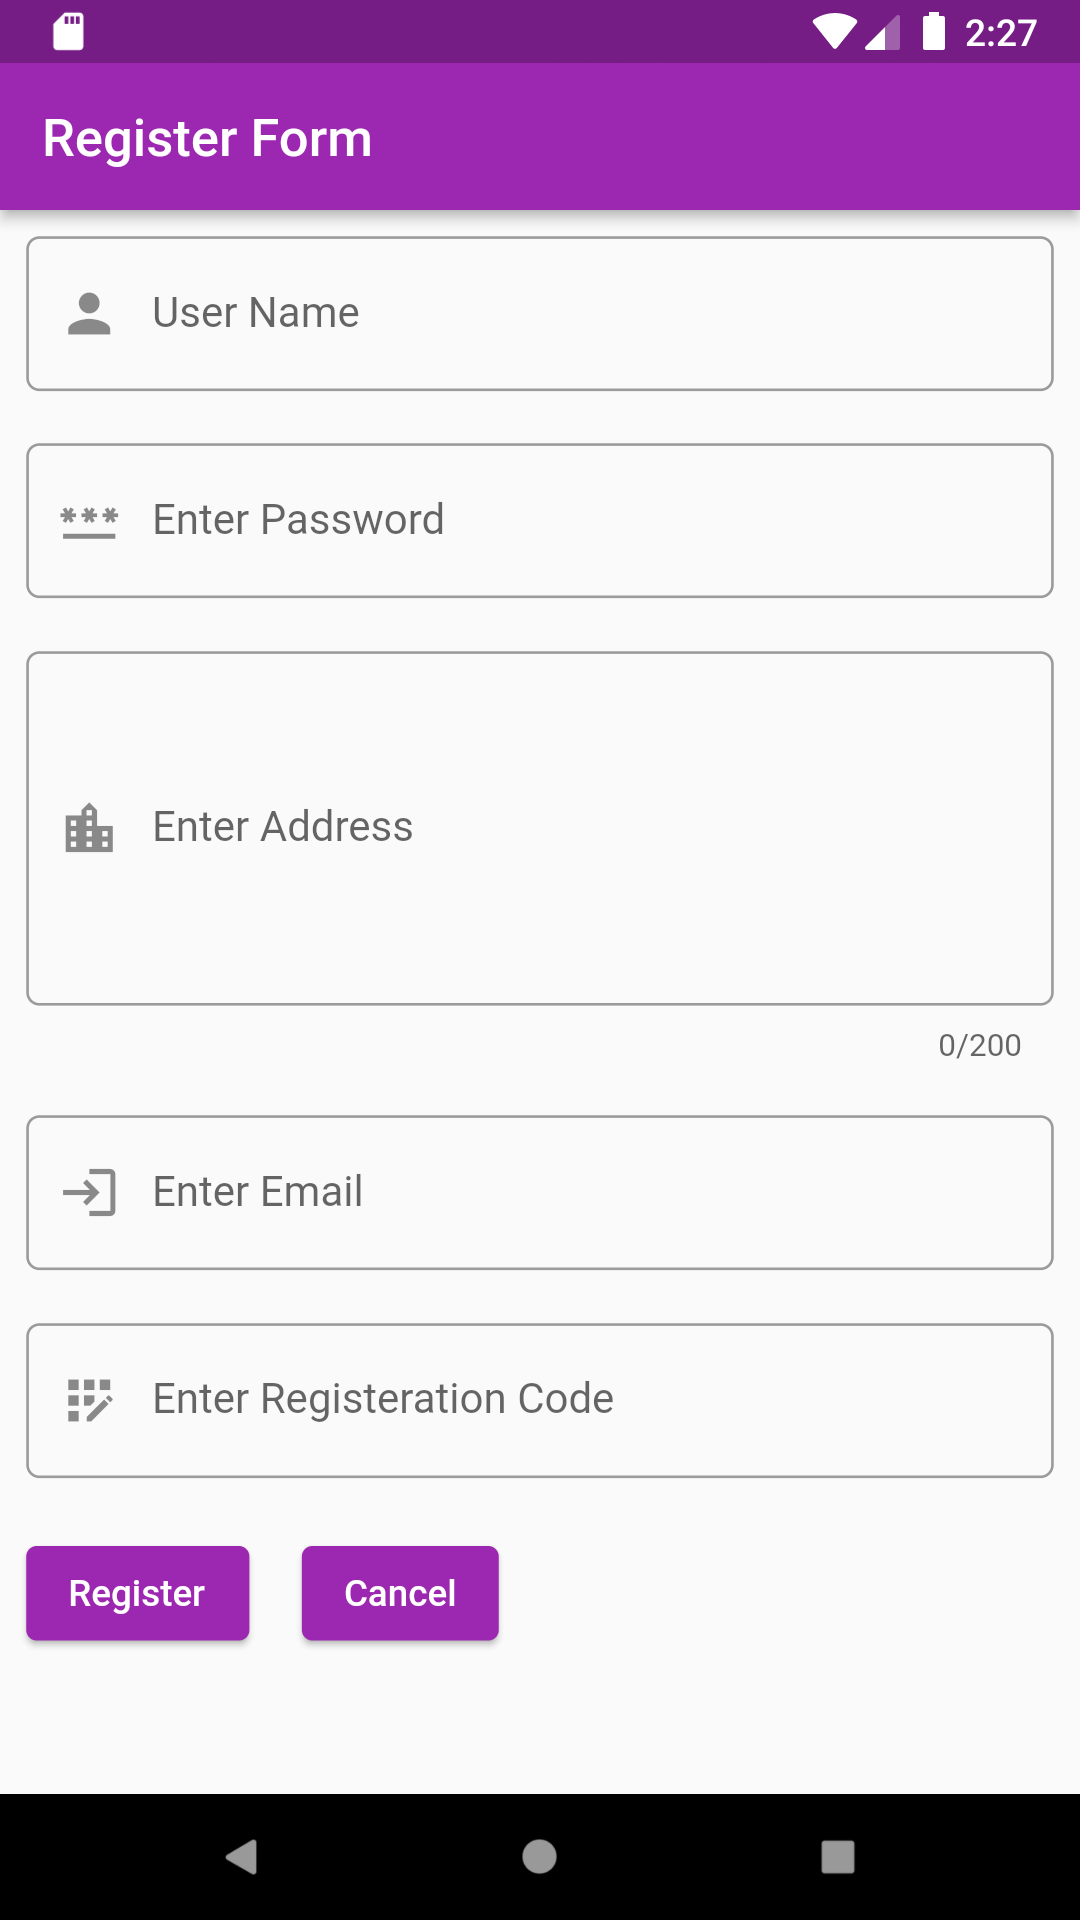 2:27
Register Form
User Name
Enter Password
Enter Address
0/200
Enter Email
Enter Registeration Code
Register Cancel